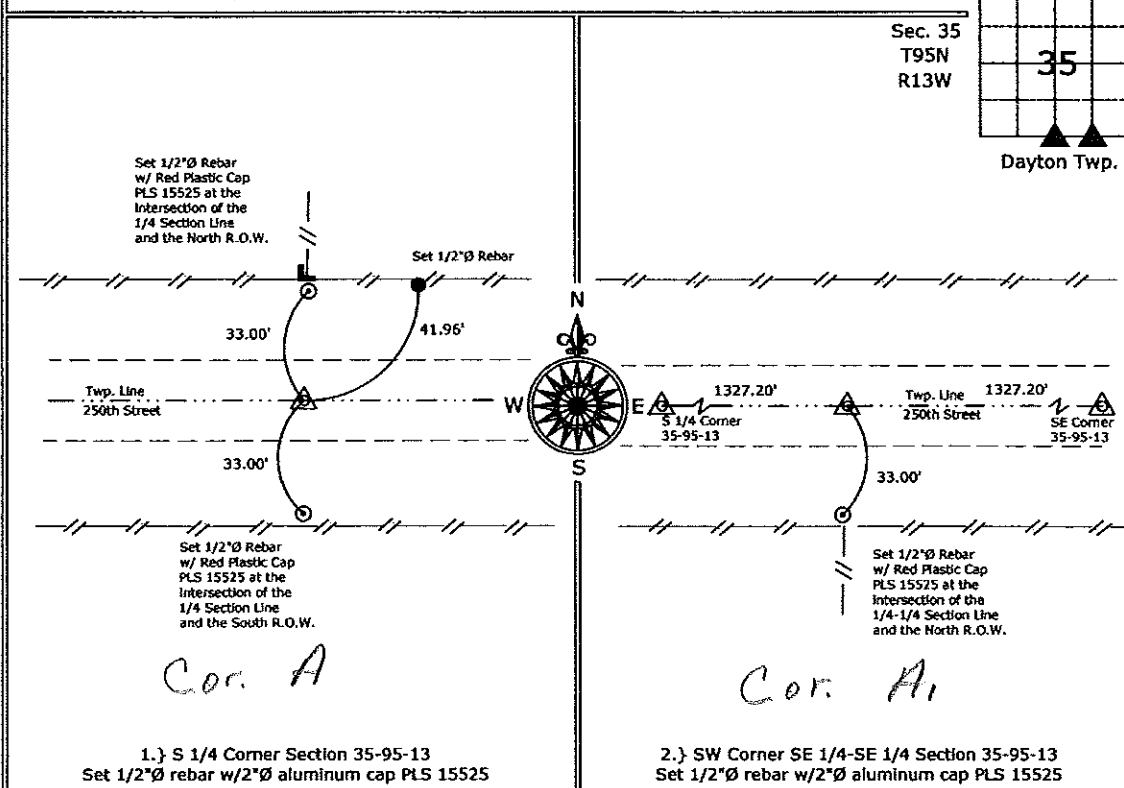 Sec. 35
T95N
R13W
35
Dayton Twp.
Set 1/2"Ø Rebar
w/ Red Plastic Cap
PLS 15525 at the
Intersection of the
1/4 Section Line
and the North R.O.W.
Set 1/2"Ø Rebar
33.00'
41.96'
Twp. Line
250th Street
33.00'
Set 1/2"Ø Rebar
w/ Red Plastic Cap
PLS 15525 at the
Intersection of the
1/4 Section Line
and the South R.O.W.
Cor. A
1.} S 1/4 Corner Section 35-95-13
Set 1/2"Ø rebar w/2"Ø aluminum cap PLS 15525
N
W
E
S
1327.20'
Twp. Line
1327.20'
250th Street
S 1/4 Corner
35-95-13
SE Corner
35-95-13
33.00'
Set 1/2"Ø Rebar
w/ Red Plastic Cap
PLS 15525 at the
Intersection of the
1/4-1/4 Section Line
and the North R.O.W.
Cor. A1
2.} SW Corner SE 1/4-SE 1/4 Section 35-95-13
Set 1/2"Ø rebar w/2"Ø aluminum cap PLS 15525